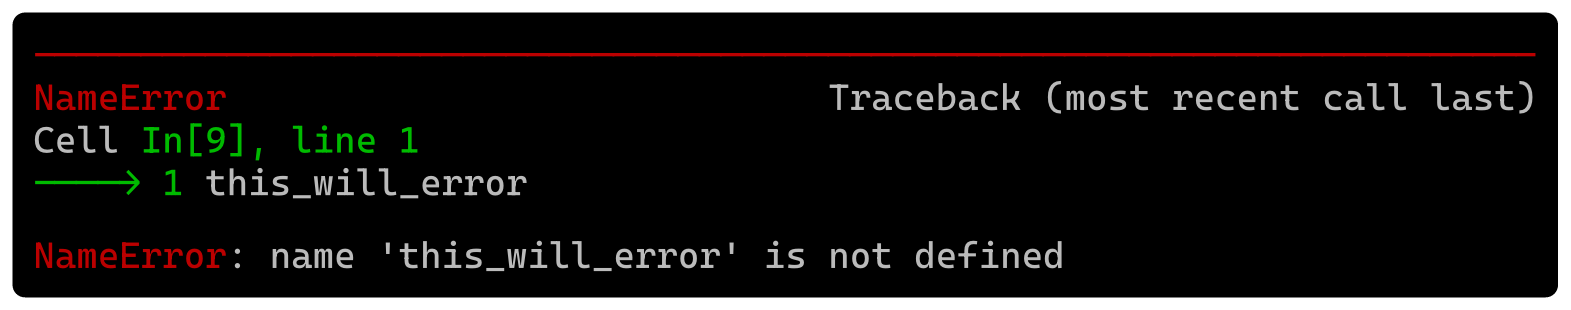 NameError Traceback (most recent call last)
Cell In[9], line 1
----> 1 this_will_error
NameError: name 'this_will_error' is not defined